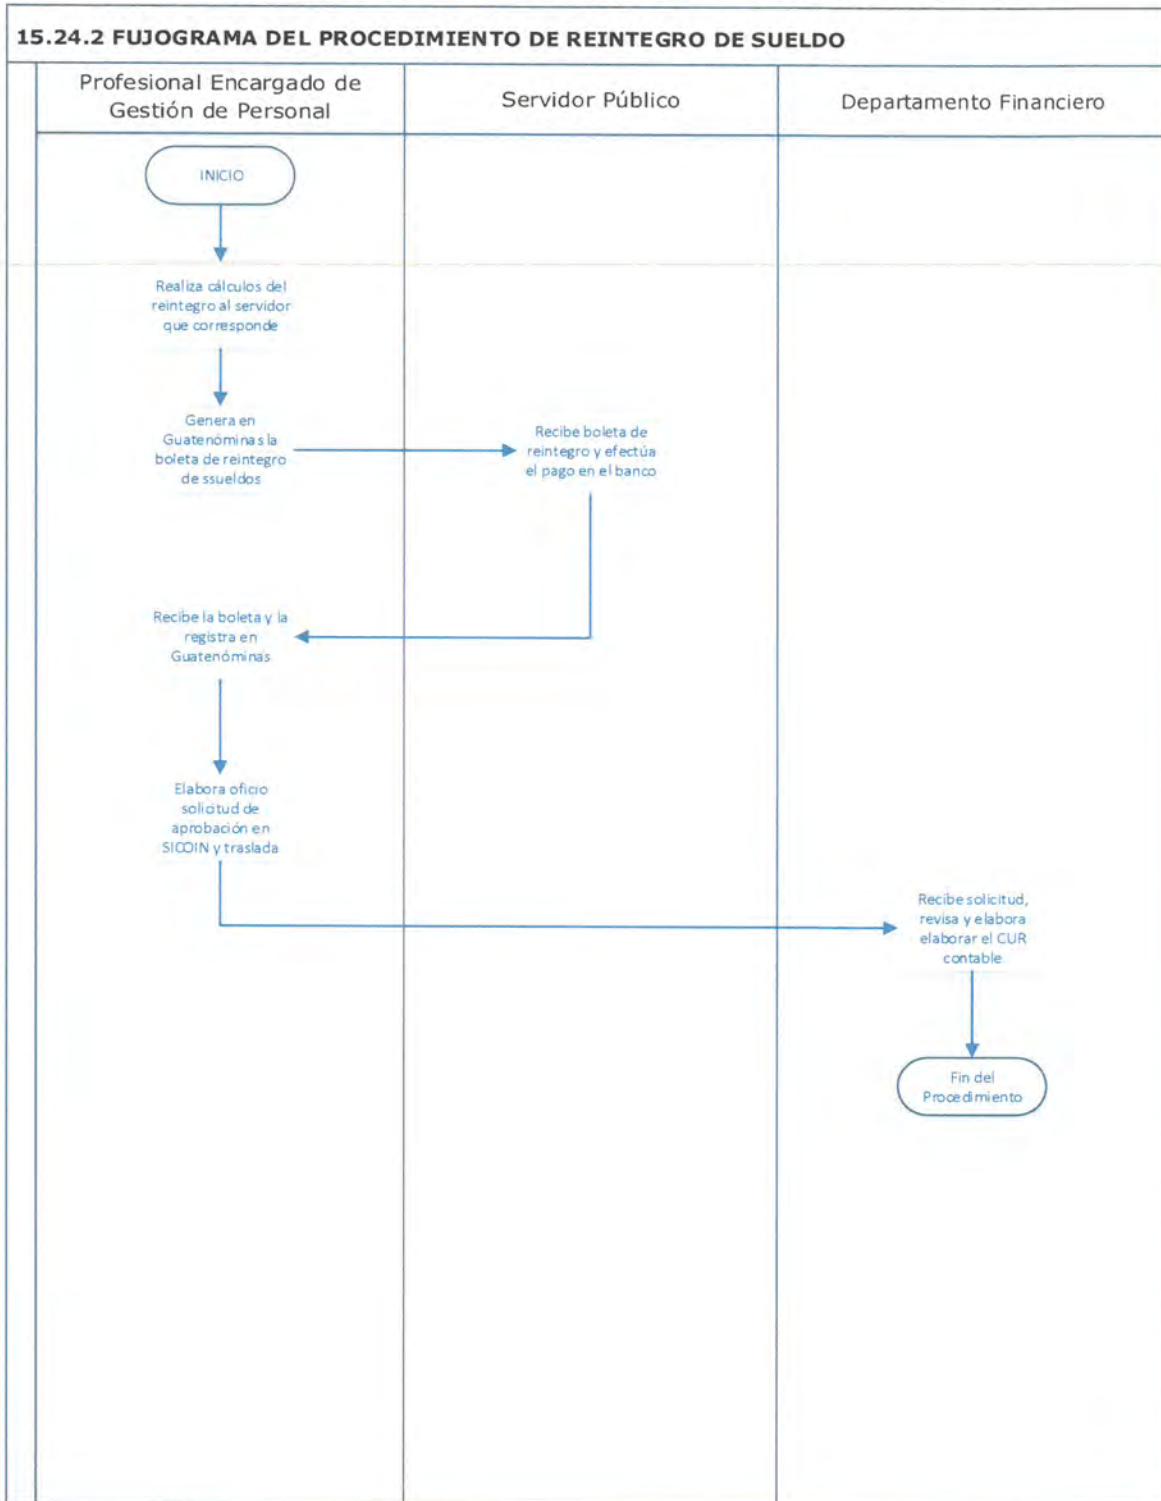 15.24.2 FUJOGRAMA DEL PROCEDIMIENTO DE REINTEGRO DE SUELDO
Profesional Encargado de
Gestión de Personal
Servidor Público
Departamento Financiero
INICIO
Realiza cálculos del
reintegro al servidor
que corresponde
Genera en
Guatenóminas la
boleta de reintegro
de ssueldos
Recibe boleta de
reintegro y efectúa
el pago en el banco
Recibe la boleta y la
registra en
Guatenóminas
Elabora oficio
solicitud de
aprobación en
SICOIN y traslada
Recibe solicitud,
revisa y elabora
elaborar el CUR
contable
Fin del
Procedimiento